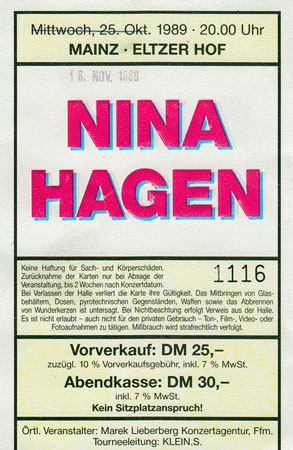 Mittwoch, 25. Okt. 1989 · 20.00 Uhr
MAINZ · ELTZER HOF
16. NOV. 1989
NINA
HAGEN
Keine Haftung für Sach- und Körperschäden.
Zurücknahme der Karten nur bei Absage der
Veranstaltung, bis 2 Wochen nach Konzertdatum.
1116
Bei Verlassen der Halle verliert die Karte ihre Gültigkeit. Das Mitbringen von Glas-
behältern, Dosen, pyrotechnischen Gegenständen, Waffen sowie das Abbrennen
von Wunderkerzen ist untersagt. Bei Nichtbeachtung erfolgt Verweis aus der Halle.
Es ist nicht erlaubt – auch nicht für den privaten Gebrauch – Ton-, Film-, Video- oder
Fotoaufnahmen zu tätigen. Mißbrauch wird strafrechtlich verfolgt.
Vorverkauf: DM 25,–
zuzügl. 10 % Vorverkaufsgebühr, inkl. 7 % MwSt.
Abendkasse: DM 30,–
inkl. 7 % MwSt.
Kein Sitzplatzanspruch!
Örtl. Veranstalter: Marek Lieberberg Konzertagentur, Ffm.
Tourneeleitung: KLEIN.S.